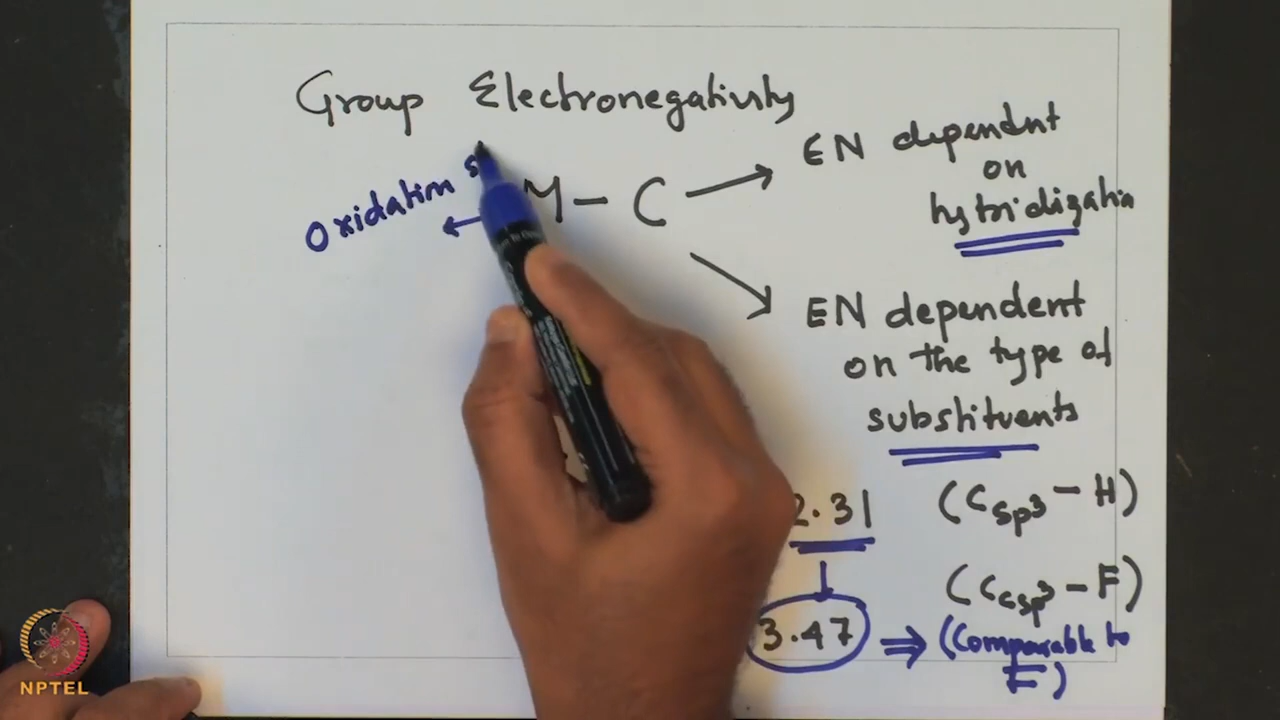 Group Electronegativity
EN dependent
on
hybridization
Oxidation s
M - C
EN dependent
on the type of
substituents
2.31 (Csp3 - H)
3.47 (Ccsp3 - F)
⇒ (Comparable to
F)
NPTEL